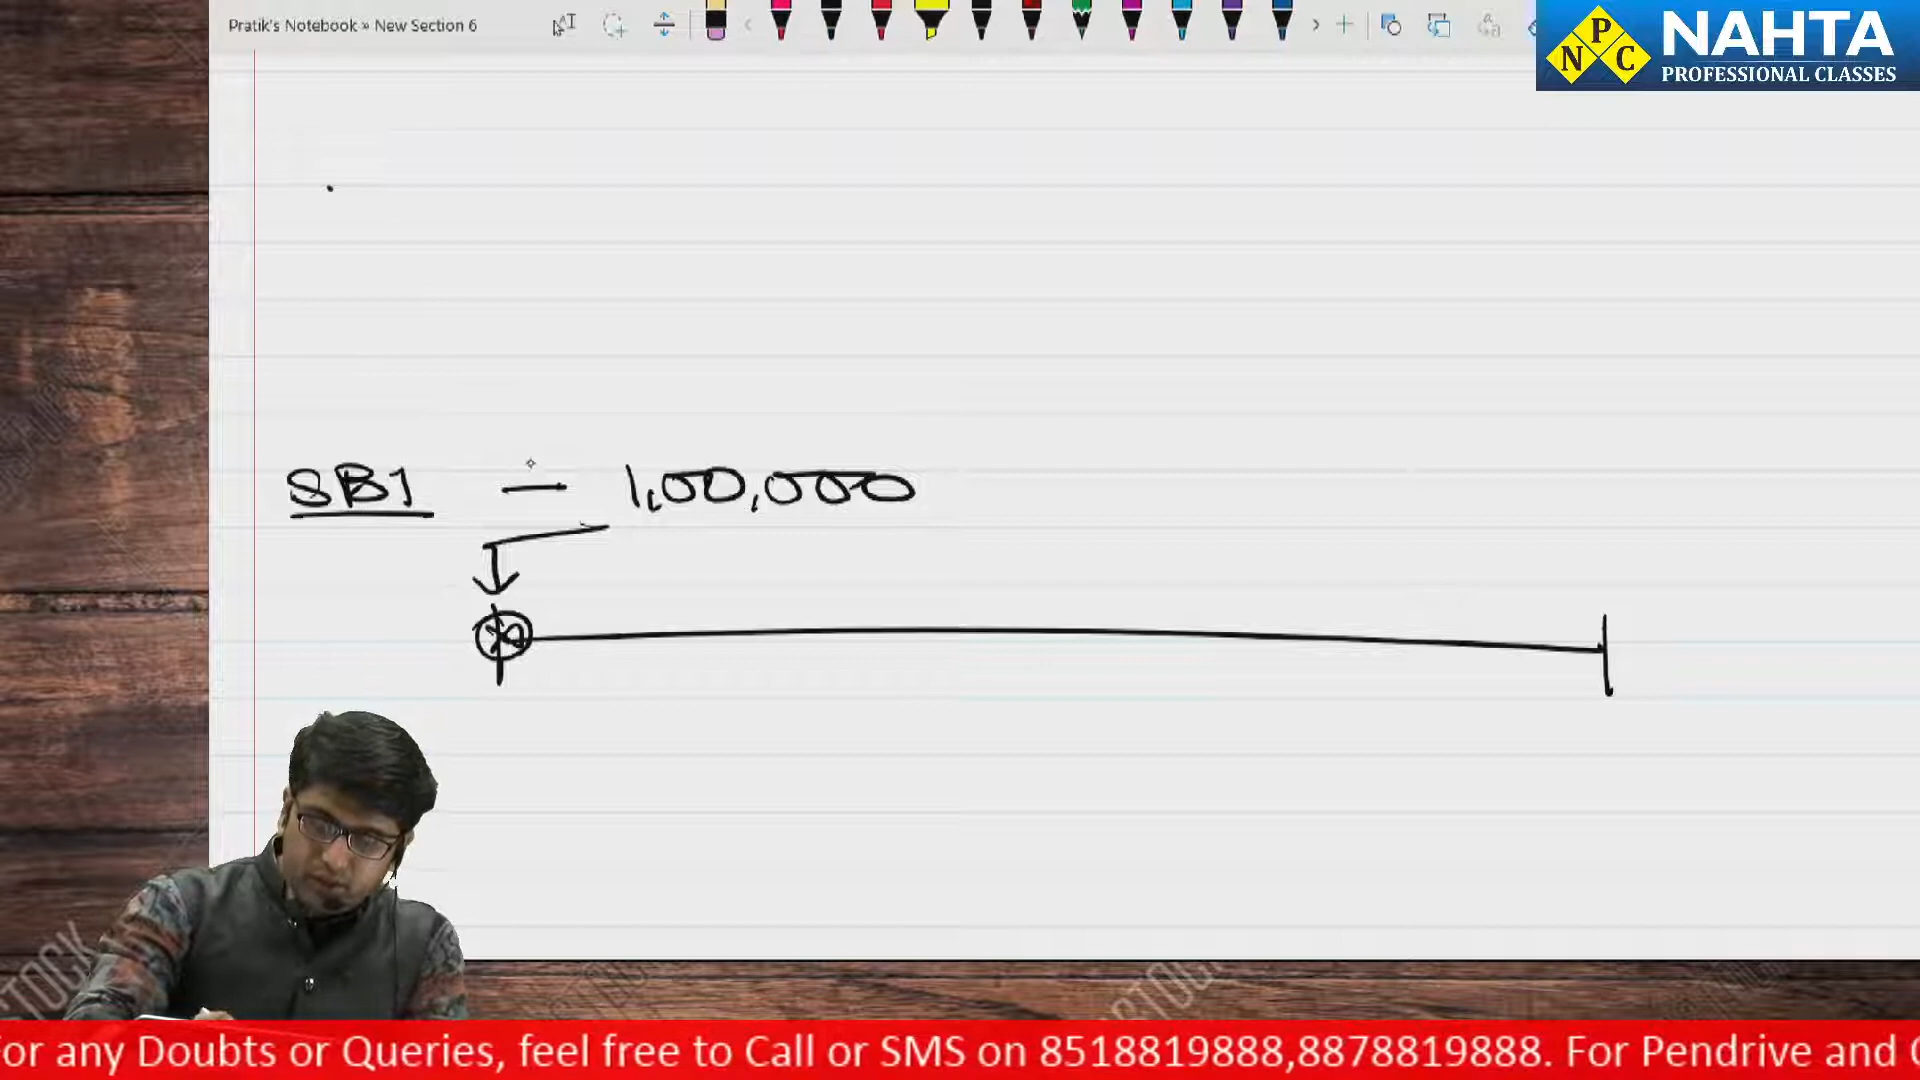 Pratik's Notebook » New Section 6
N P C
NAHTA
PROFESSIONAL CLASSES
SBI — 1,00,000
or any Doubts or Queries, feel free to Call or SMS on 8518819888,8878819888. For Pendrive and